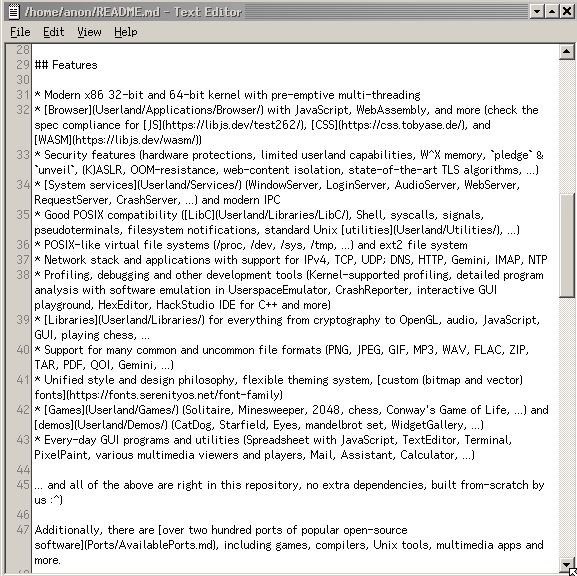 /home/anon/README.md - Text Editor
File Edit View Help
28
29 ## Features
30
31 * Modern x86 32-bit and 64-bit kernel with pre-emptive multi-threading
32 * [Browser](Userland/Applications/Browser/) with JavaScript, WebAssembly, and more (check the
spec compliance for [JS](https://libjs.dev/test262/), [CSS](https://css.tobyase.de/), and
[WASM](https://libjs.dev/wasm/))
33 * Security features (hardware protections, limited userland capabilities, W^X memory, `pledge` &
`unveil`, (K)ASLR, OOM-resistance, web-content isolation, state-of-the-art TLS algorithms, ...)
34 * [System services](Userland/Services/) (WindowServer, LoginServer, AudioServer, WebServer,
RequestServer, CrashServer, ...) and modern IPC
35 * Good POSIX compatibility ([LibC](Userland/Libraries/LibC/), Shell, syscalls, signals,
pseudoterminals, filesystem notifications, standard Unix [utilities](Userland/Utilities/), ...)
36 * POSIX-like virtual file systems (/proc, /dev, /sys, /tmp, ...) and ext2 file system
37 * Network stack and applications with support for IPv4, TCP, UDP; DNS, HTTP, Gemini, IMAP, NTP
38 * Profiling, debugging and other development tools (Kernel-supported profiling, detailed program
analysis with software emulation in UserspaceEmulator, CrashReporter, interactive GUI
playground, HexEditor, HackStudio IDE for C++ and more)
39 * [Libraries](Userland/Libraries/) for everything from cryptography to OpenGL, audio, JavaScript,
GUI, playing chess, ...
40 * Support for many common and uncommon file formats (PNG, JPEG, GIF, MP3, WAV, FLAC, ZIP,
TAR, PDF, QOI, Gemini, ...)
41 * Unified style and design philosophy, flexible theming system, [custom (bitmap and vector)
fonts](https://fonts.serenityos.net/font-family)
42 * [Games](Userland/Games/) (Solitaire, Minesweeper, 2048, chess, Conway's Game of Life, ...) and
[demos](Userland/Demos/) (CatDog, Starfield, Eyes, mandelbrot set, WidgetGallery, ...)
43 * Every-day GUI programs and utilities (Spreadsheet with JavaScript, TextEditor, Terminal,
PixelPaint, various multimedia viewers and players, Mail, Assistant, Calculator, ...)
44
45 ... and all of the above are right in this repository, no extra dependencies, built from-scratch by
us :^)
46
47 Additionally, there are [over two hundred ports of popular open-source
software](Ports/AvailablePorts.md), including games, compilers, Unix tools, multimedia apps and
more.